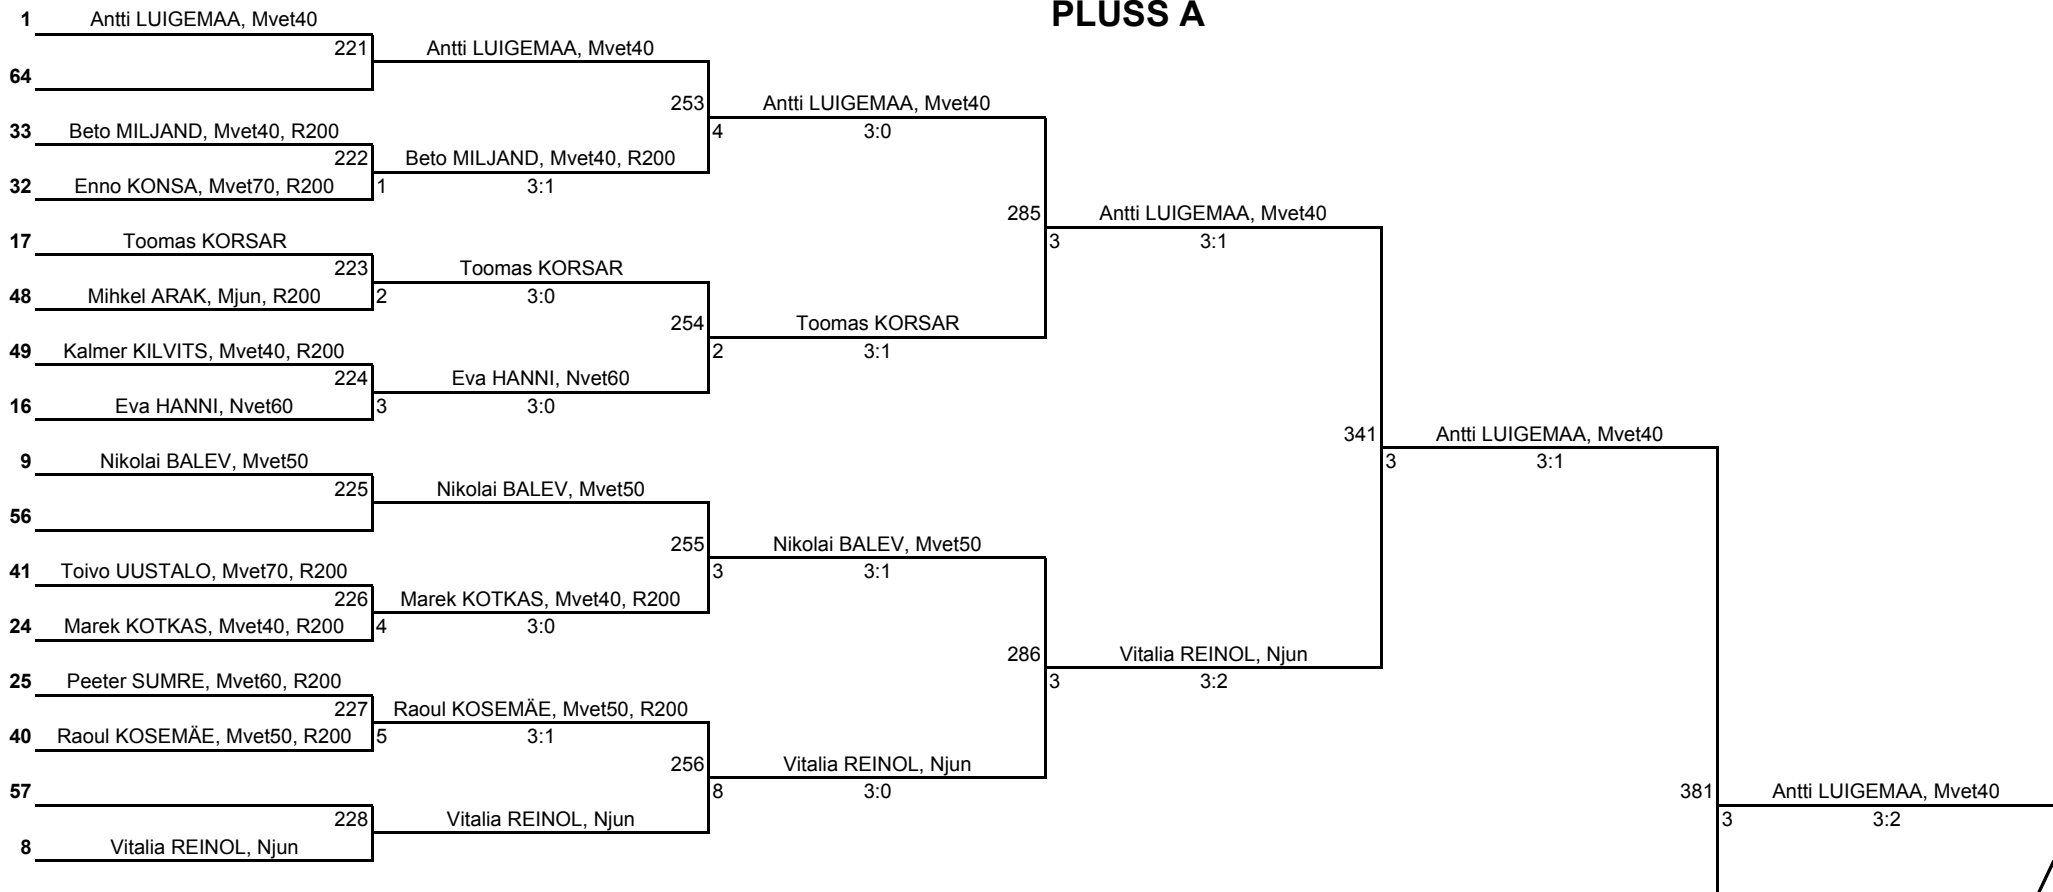 PLUSS A
1 Antti LUIGEMAA, Mvet40
221 Antti LUIGEMAA, Mvet40
64
253 Antti LUIGEMAA, Mvet40
33 Beto MILJAND, Mvet40, R200
4 3:0
222 Beto MILJAND, Mvet40, R200
32 Enno KONSA, Mvet70, R200 1 3:1
285 Antti LUIGEMAA, Mvet40
17 Toomas KORSAR
3 3:1
223 Toomas KORSAR
48 Mihkel ARAK, Mjun, R200 2 3:0
254 Toomas KORSAR
49 Kalmer KILVITS, Mvet40, R200
2 3:1
224 Eva HANNI, Nvet60
16 Eva HANNI, Nvet60 3 3:0
341 Antti LUIGEMAA, Mvet40
9 Nikolai BALEV, Mvet50
3 3:1
225 Nikolai BALEV, Mvet50
56
255 Nikolai BALEV, Mvet50
41 Toivo UUSTALO, Mvet70, R200
3 3:1
226 Marek KOTKAS, Mvet40, R200
24 Marek KOTKAS, Mvet40, R200 4 3:0
286 Vitalia REINOL, Njun
25 Peeter SUMRE, Mvet60, R200
3 3:2
227 Raoul KOSEMÄE, Mvet50, R200
40 Raoul KOSEMÄE, Mvet50, R200 5 3:1
256 Vitalia REINOL, Njun
57
8 3:0
381 Antti LUIGEMAA, Mvet40
228 Vitalia REINOL, Njun
3 3:2
8 Vitalia REINOL, Njun